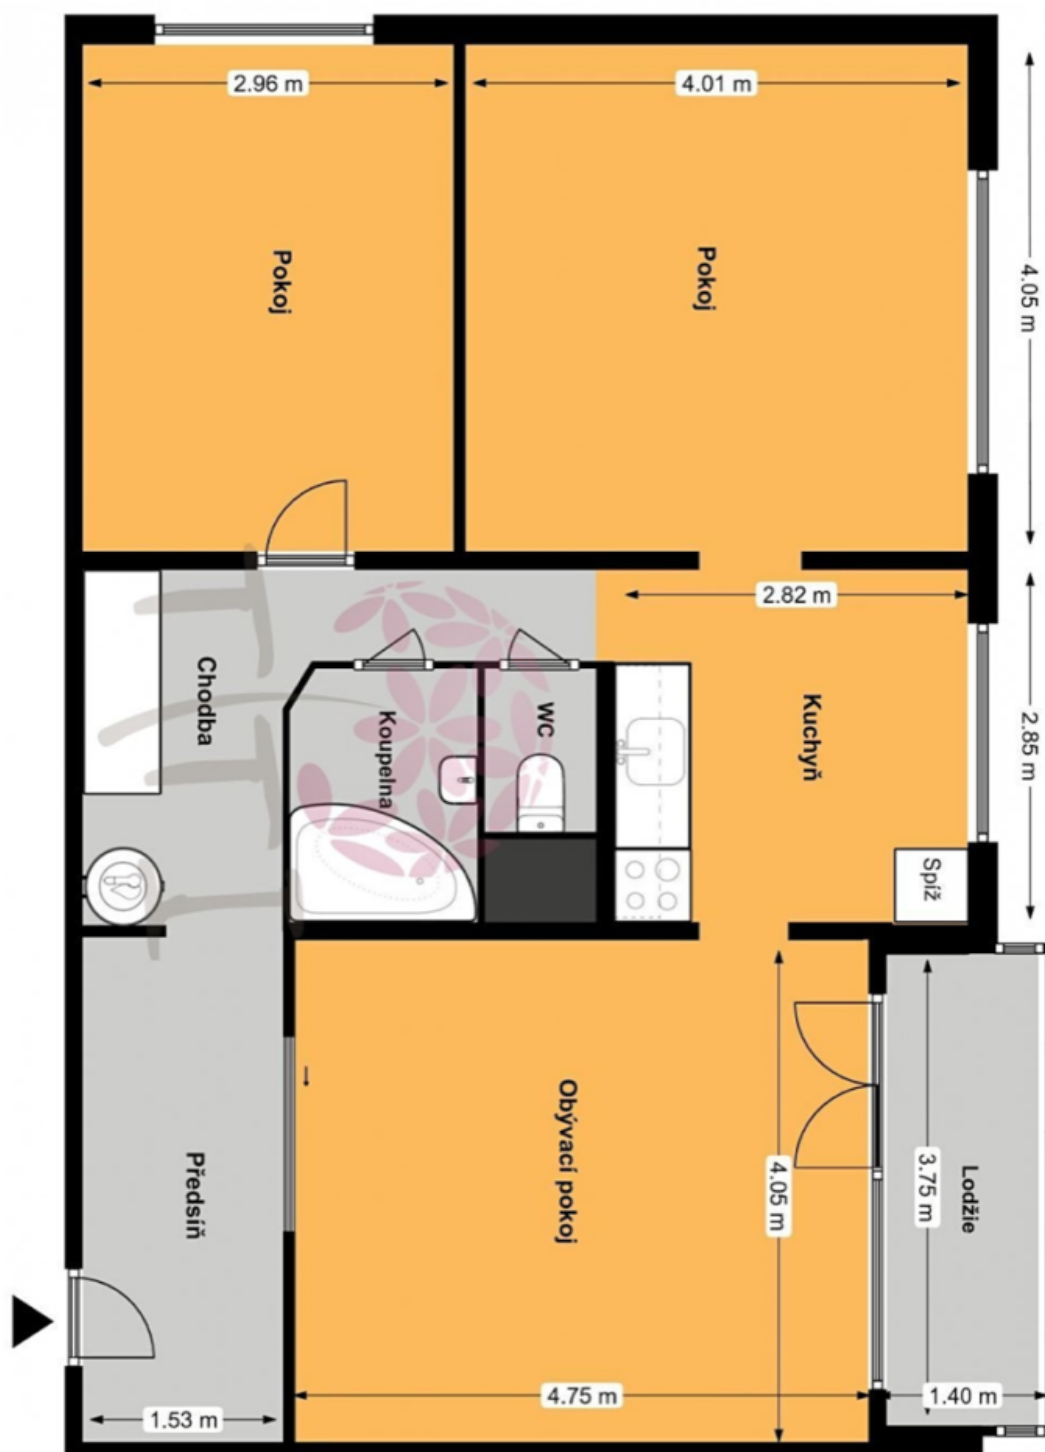 2.96 m
4.01 m
Pokoj
Pokoj
4.05 m
2.82 m
Chodba
Koupelna
WC
Kuchyň
2.85 m
Spíž
Předsíň
Obývací pokoj
4.05 m
3.75 m
Lodžie
1.53 m
4.75 m
1.40 m